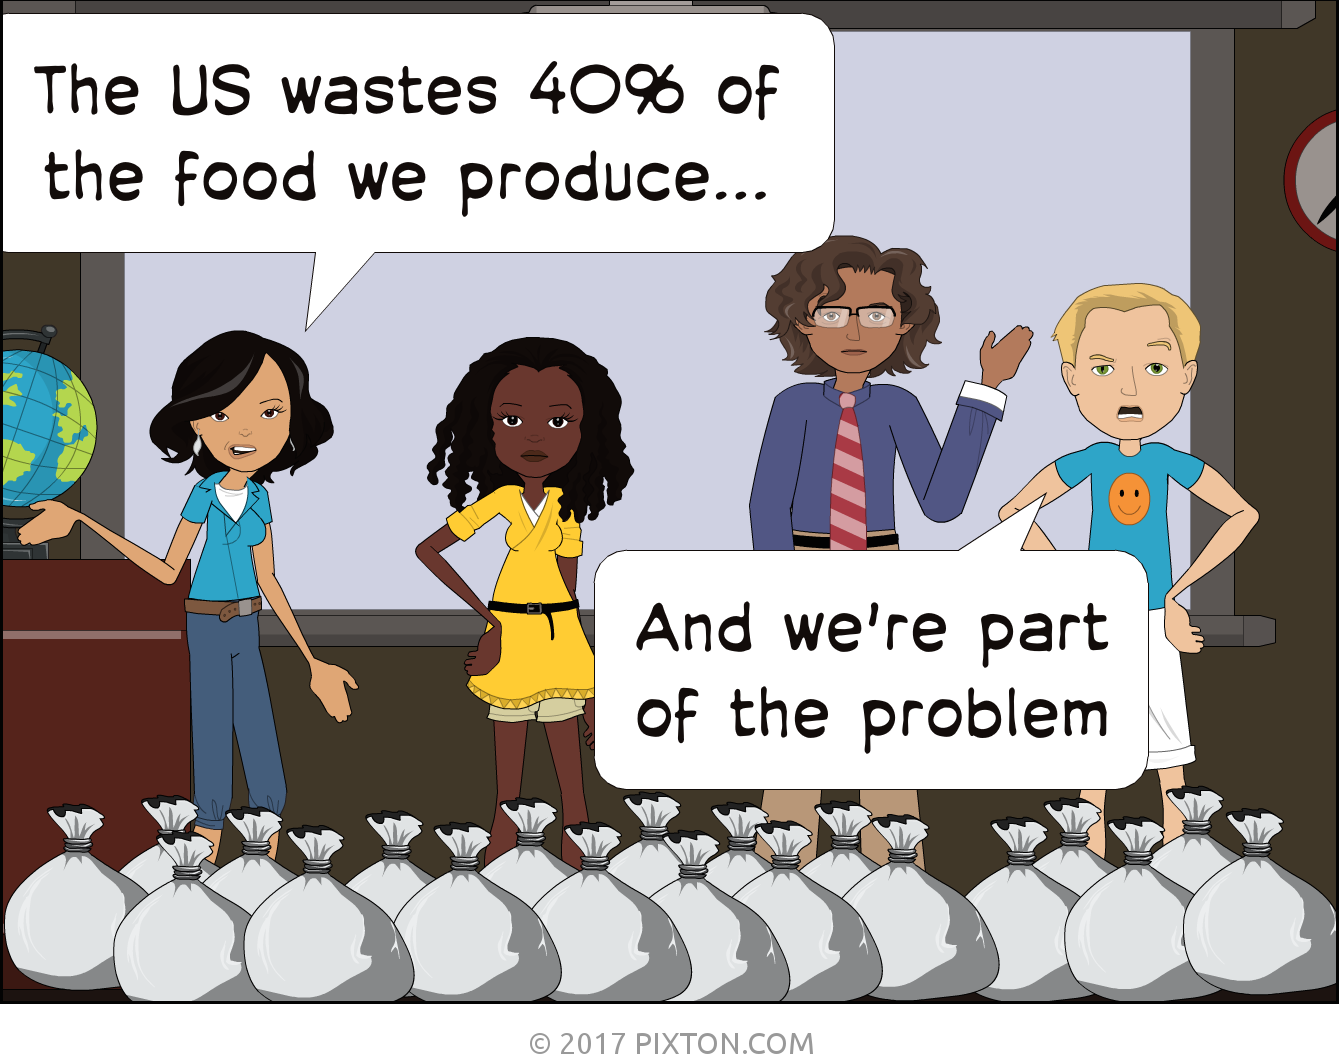 The US wastes 40% of
the food we produce...
And we're part
of the problem
© 2017 PIXTON.COM